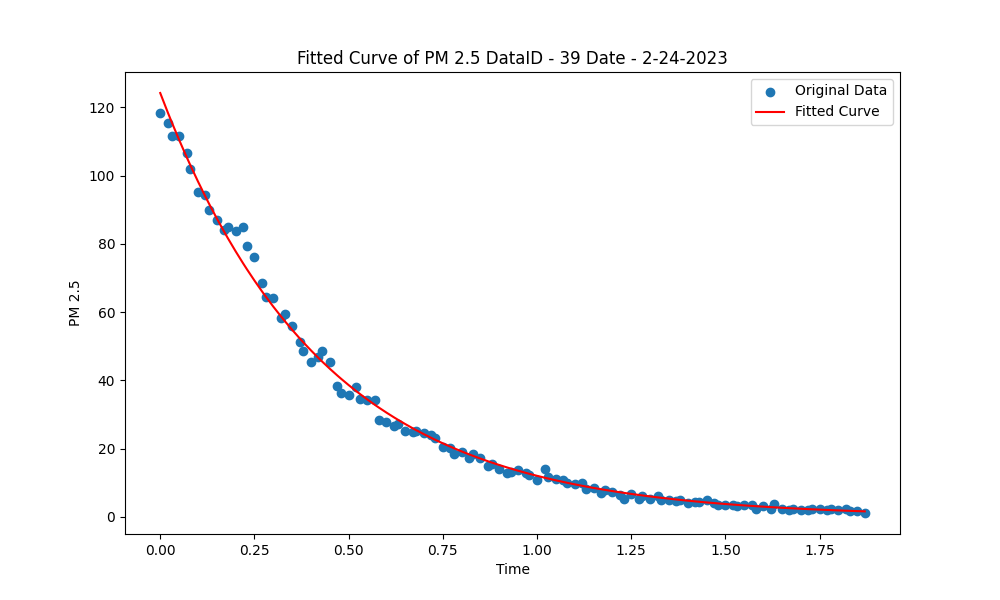 Fitted Curve of PM 2.5 DataID - 39 Date - 2-24-2023
Original Data
Fitted Curve
120
100
80
60
40
20
0
PM 2.5
0.00 0.25 0.50 0.75 1.00 1.25 1.50 1.75
Time